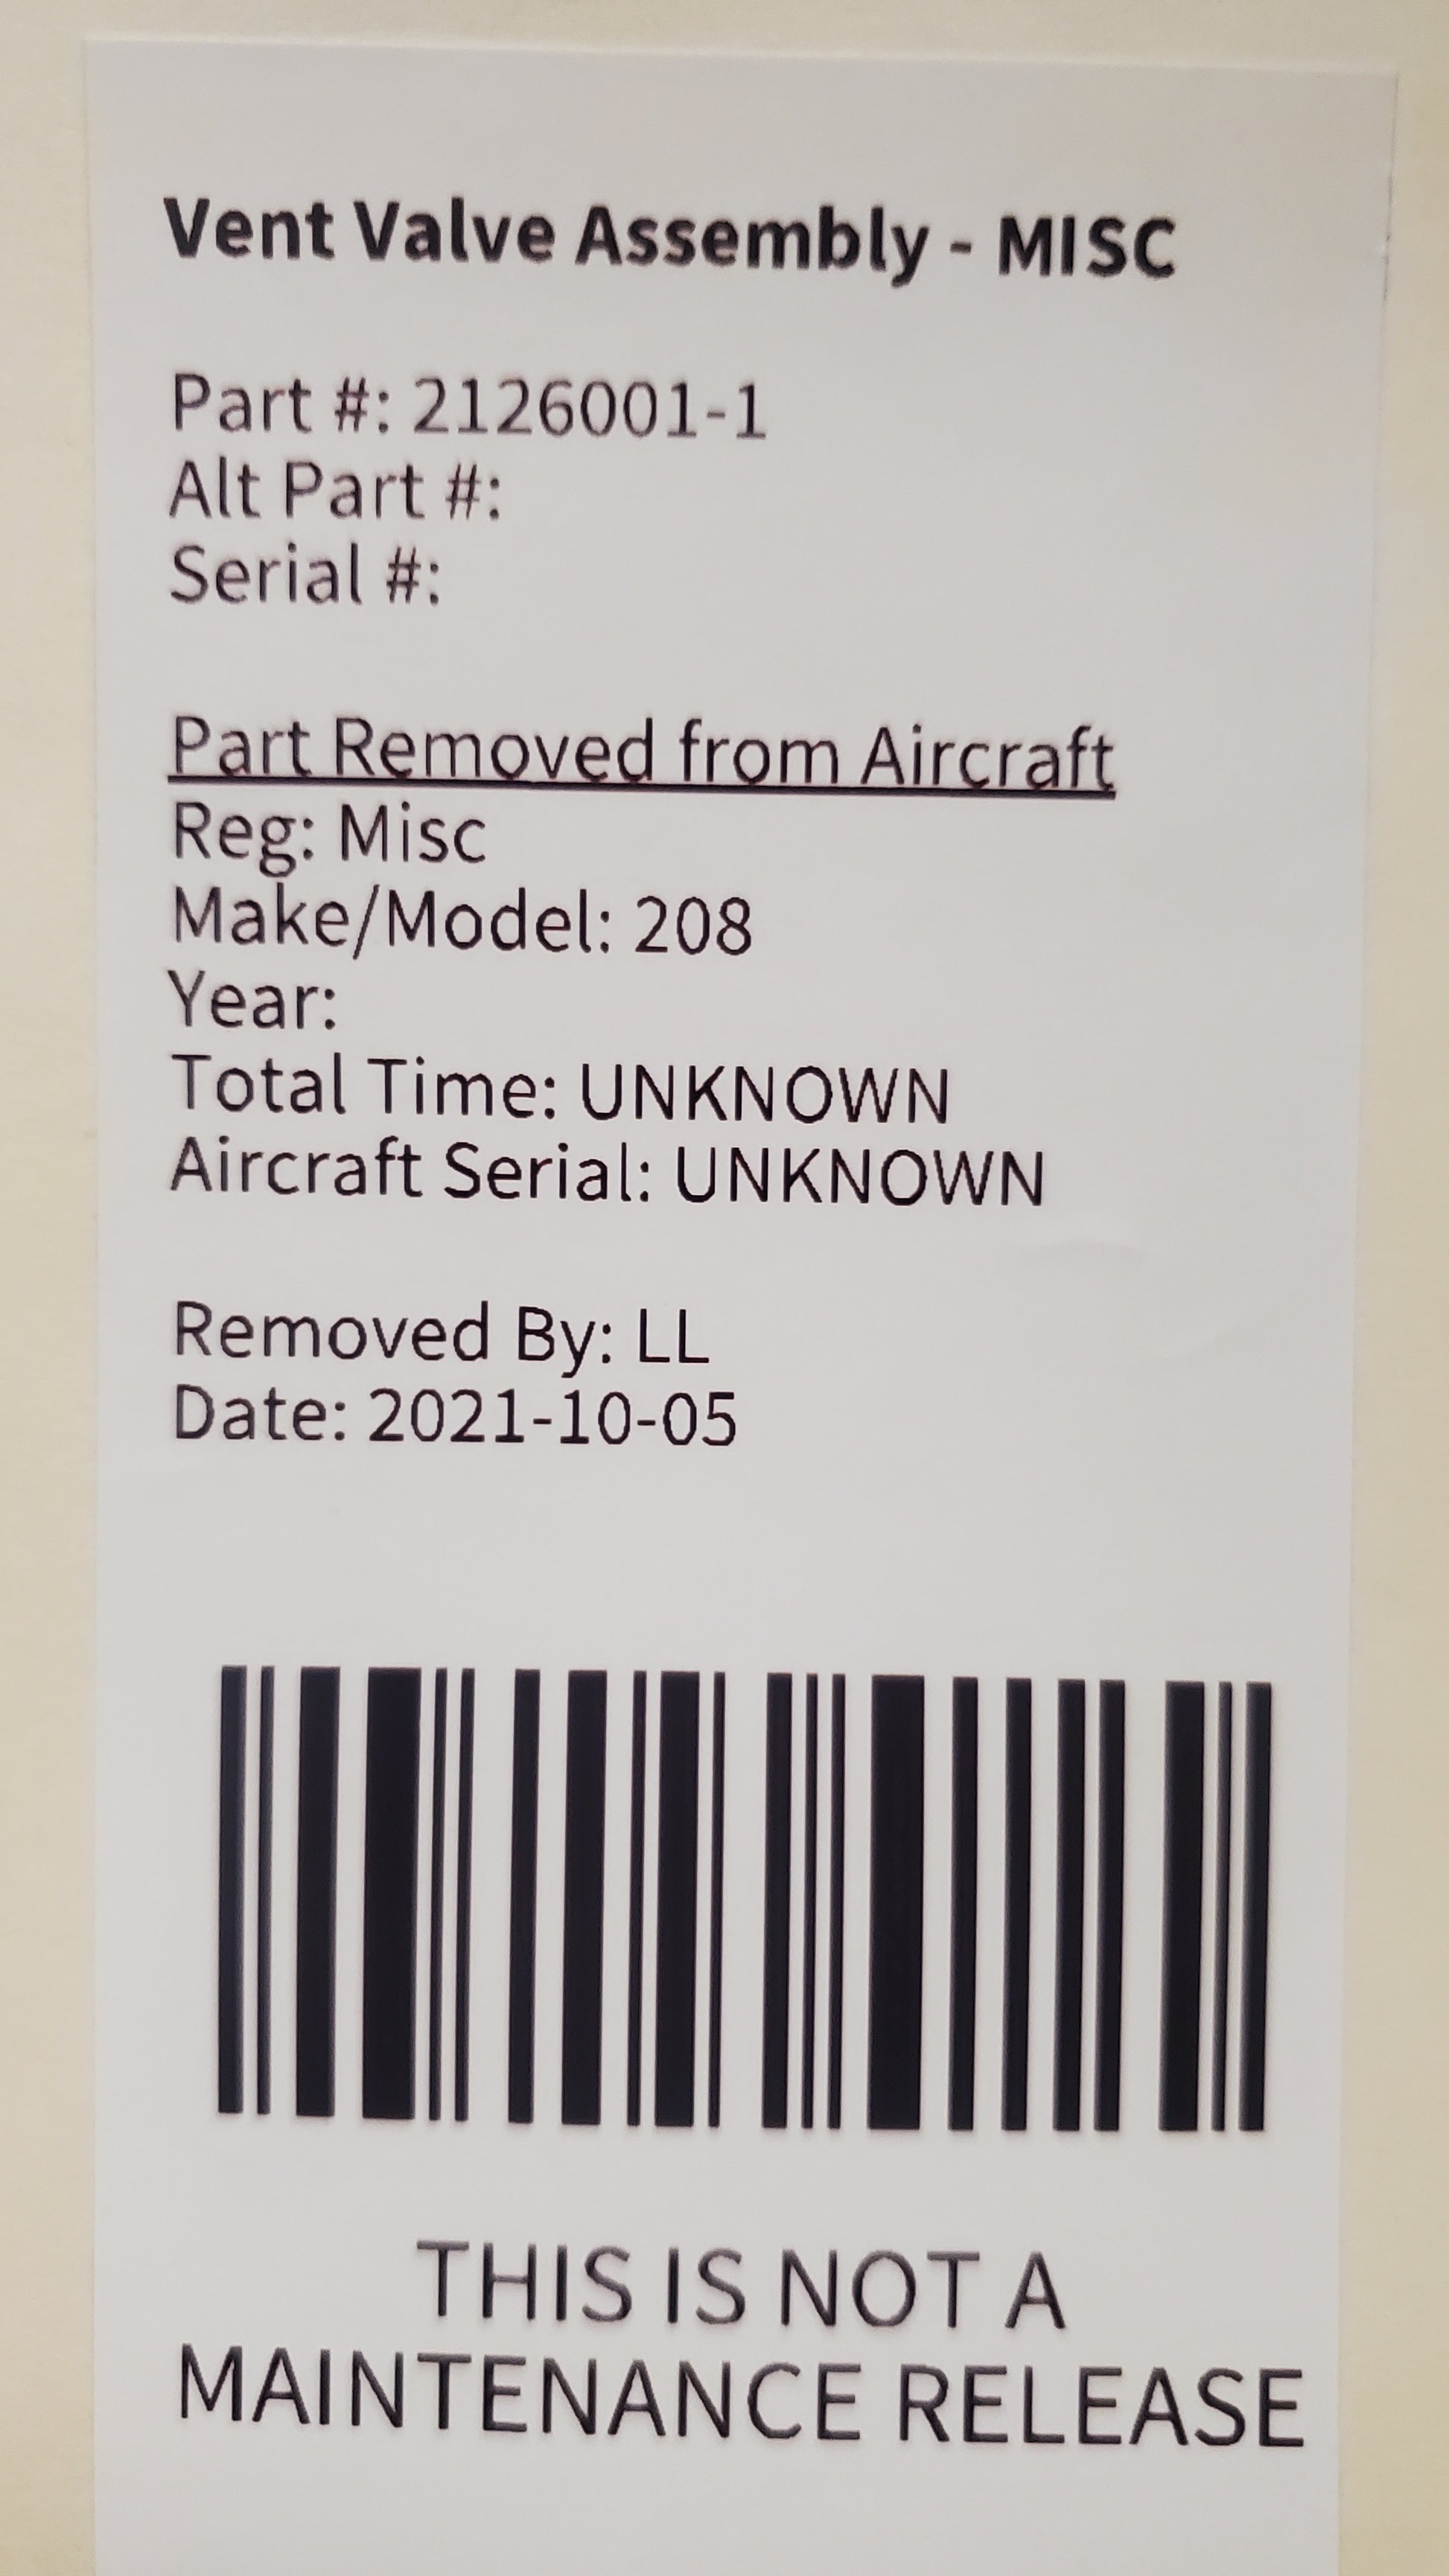 Vent Valve Assembly - MISC
Part #: 2126001-1
Alt Part #:
Serial #:
Part Removed from Aircraft
Reg: Misc
Make/Model: 208
Year:
Total Time: UNKNOWN
Aircraft Serial: UNKNOWN
Removed By: LL
Date: 2021-10-05
THIS IS NOT A
MAINTENANCE RELEASE